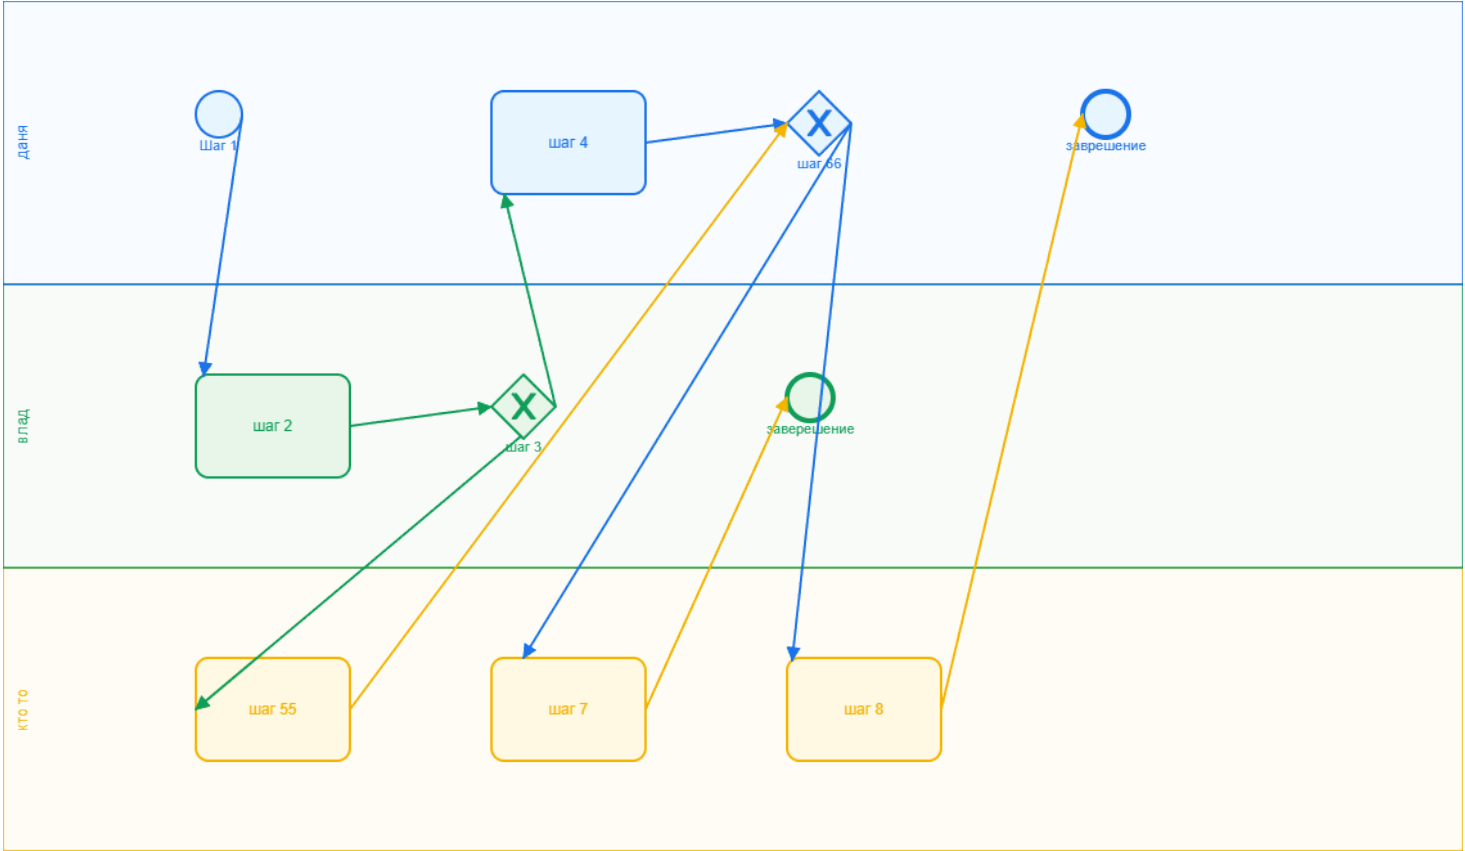 даня
Шаг 1
шаг 4
X
шаг 66
заврешение
влад
шаг 2
X
шаг 3
заверешение
кто то
шаг 55
шаг 7
шаг 8